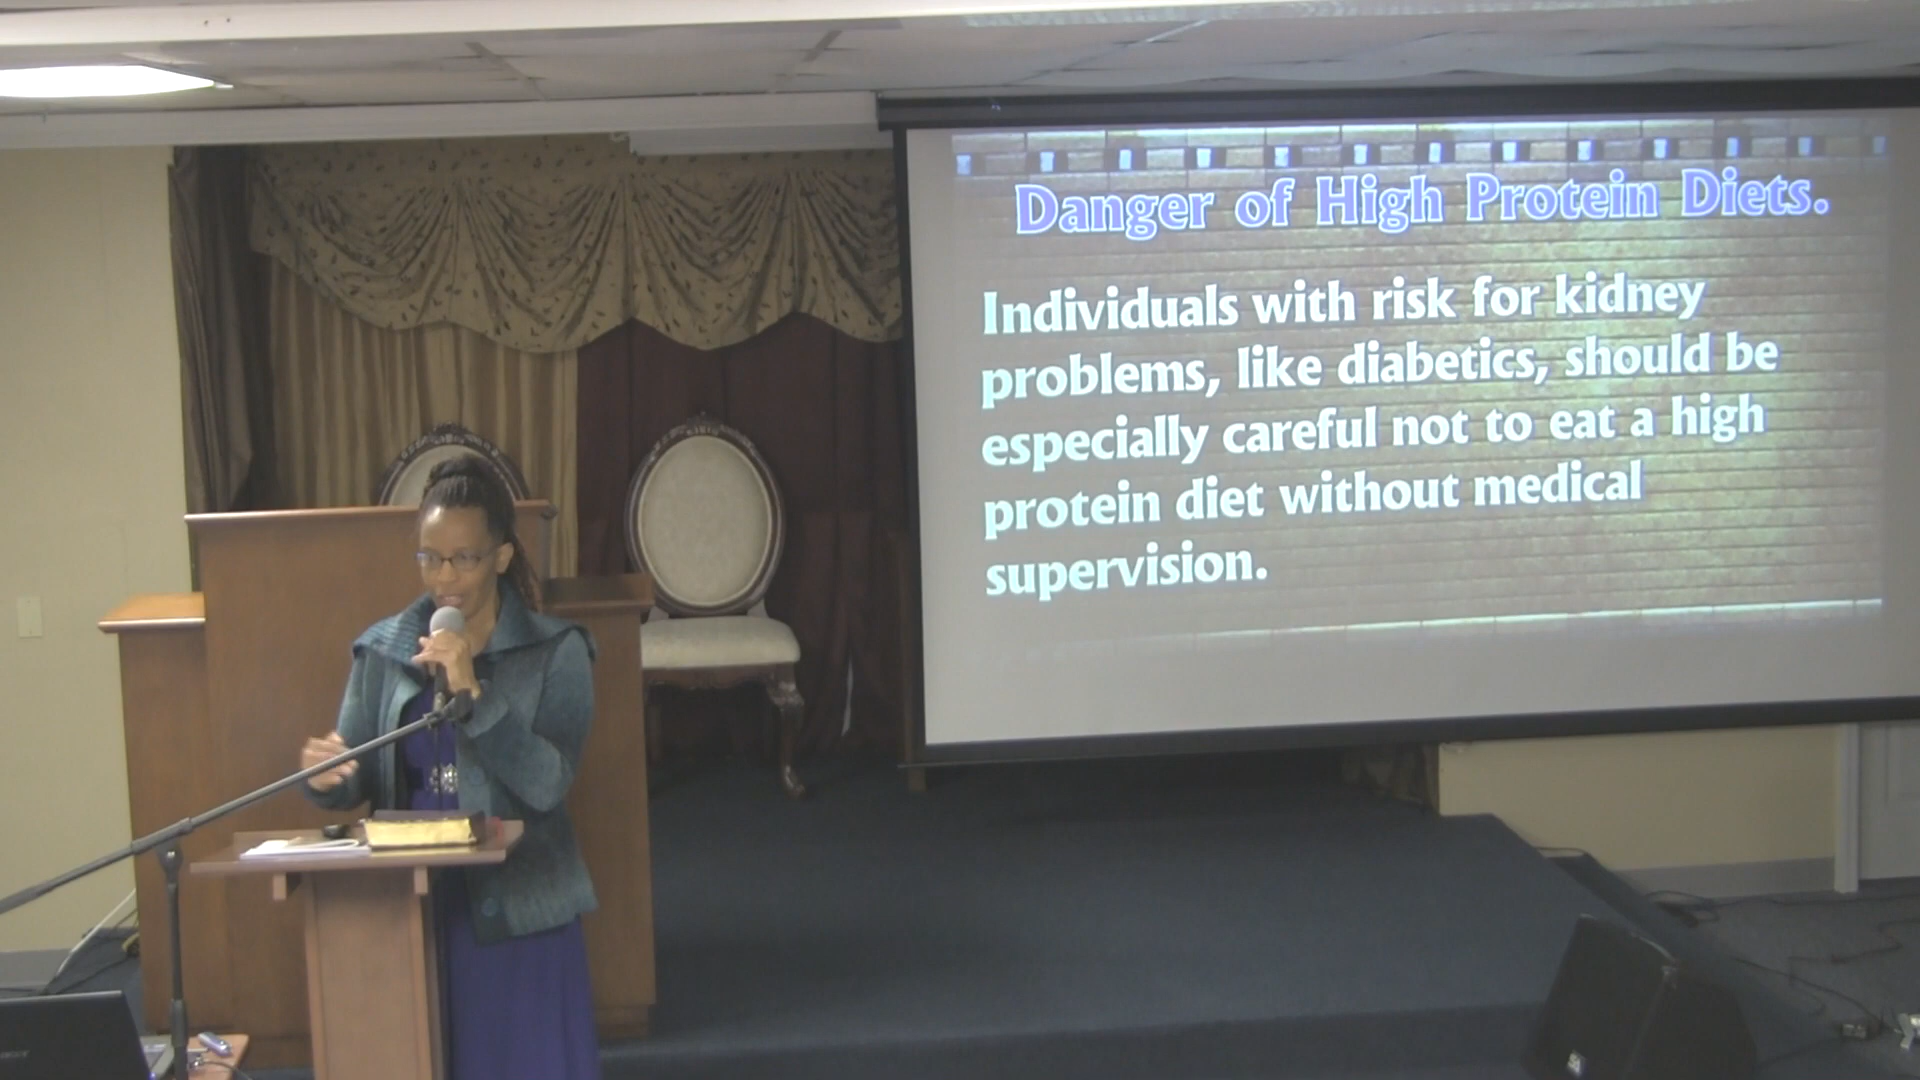 Danger of High Protein Diets.
Individuals with risk for kidney
problems, like diabetics, should be
especially careful not to eat a high
protein diet without medical
supervision.